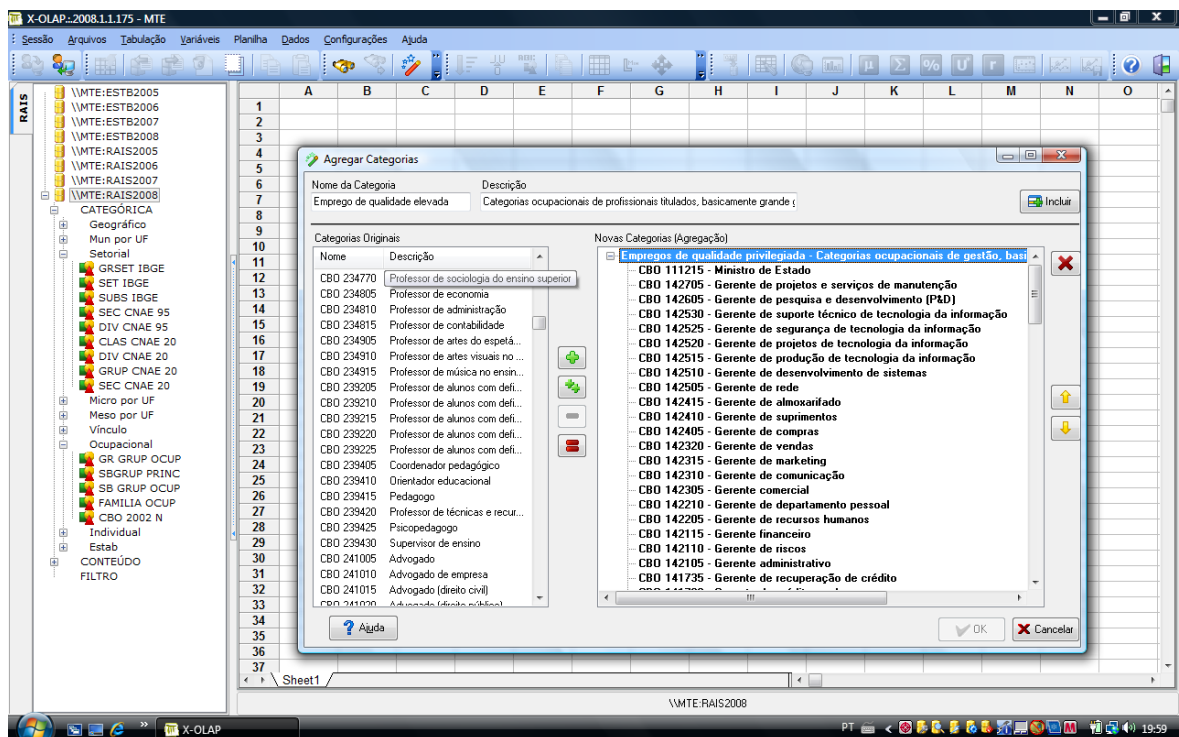 X-OLAP.:.2008.1.1.175 - MTE
Sessão Arquivos Tabulação Variáveis Planilha Dados Configurações Ajuda
RAIS
\\MTE:ESTB2005
\\MTE:ESTB2006
\\MTE:ESTB2007
\\MTE:ESTB2008
\\MTE:RAIS2005
\\MTE:RAIS2006
\\MTE:RAIS2007
\\MTE:RAIS2008
CATEGÓRICA
Geográfico
Mun por UF
Setorial
GRSET IBGE
SET IBGE
SUBS IBGE
SEC CNAE 95
DIV CNAE 95
CLAS CNAE 20
DIV CNAE 20
GRUP CNAE 20
SEC CNAE 20
Micro por UF
Meso por UF
Vínculo
Ocupacional
GR GRUP OCUP
SBGRUP PRINC
SB GRUP OCUP
FAMILIA OCUP
CBO 2002 N
Individual
Estab
CONTEÚDO
FILTRO
A B C D E F G H I J K L M N O
1
2
3
4
5
6
7
8
9
10
11
12
13
14
15
16
17
18
19
20
21
22
23
24
25
26
27
28
29
30
31
32
33
34
35
36
37
Agregar Categorias
Nome da Categoria Descrição
Emprego de qualidade elevada Categorias ocupacionais de profissionais titulados, basicamente grande g
Incluir
Categorias Originais
Nome Descrição
CBO 234770 Professor de sociologia do ensino superior
CBO 234805 Professor de economia
CBO 234810 Professor de administração
CBO 234815 Professor de contabilidade
CBO 234905 Professor de artes do espetá...
CBO 234910 Professor de artes visuais no ...
CBO 234915 Professor de música no ensin...
CBO 239205 Professor de alunos com defi...
CBO 239210 Professor de alunos com defi...
CBO 239215 Professor de alunos com defi...
CBO 239220 Professor de alunos com defi...
CBO 239225 Professor de alunos com defi...
CBO 239405 Coordenador pedagógico
CBO 239410 Orientador educacional
CBO 239415 Pedagogo
CBO 239420 Professor de técnicas e recur...
CBO 239425 Psicopedagogo
CBO 239430 Supervisor de ensino
CBO 241005 Advogado
CBO 241010 Advogado de empresa
CBO 241015 Advogado (direito civil)
CBO 241020 Advogado (direito público)
Novas Categorias (Agregação)
Empregos de qualidade privilegiada - Categorias ocupacionais de gestão, basi
CBO 111215 - Ministro de Estado
CBO 142705 - Gerente de projetos e serviços de manutenção
CBO 142605 - Gerente de pesquisa e desenvolvimento (P&D)
CBO 142530 - Gerente de suporte técnico de tecnologia da informação
CBO 142525 - Gerente de segurança de tecnologia da informação
CBO 142520 - Gerente de projetos de tecnologia da informação
CBO 142515 - Gerente de produção de tecnologia da informação
CBO 142510 - Gerente de desenvolvimento de sistemas
CBO 142505 - Gerente de rede
CBO 142415 - Gerente de almoxarifado
CBO 142410 - Gerente de suprimentos
CBO 142405 - Gerente de compras
CBO 142320 - Gerente de vendas
CBO 142315 - Gerente de marketing
CBO 142310 - Gerente de comunicação
CBO 142305 - Gerente comercial
CBO 142210 - Gerente de departamento pessoal
CBO 142205 - Gerente de recursos humanos
CBO 142115 - Gerente financeiro
CBO 142110 - Gerente de riscos
CBO 142105 - Gerente administrativo
CBO 141735 - Gerente de recuperação de crédito
Ajuda
OK
Cancelar
Sheet1
\\MTE:RAIS2008
X-OLAP
PT
19:59